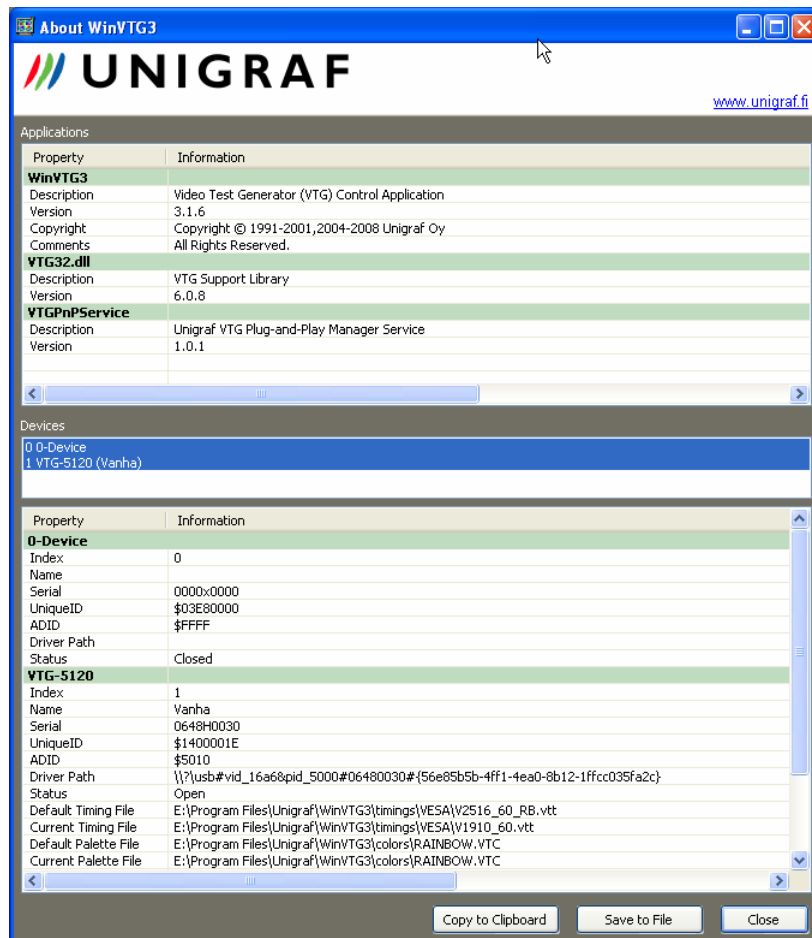 About WinVTG3
UNIGRAF
www.unigraf.fi
Applications
Property Information
WinVTG3
Description Video Test Generator (VTG) Control Application
Version 3.1.6
Copyright Copyright © 1991-2001,2004-2008 Unigraf Oy
Comments All Rights Reserved.
VTG32.dll
Description VTG Support Library
Version 6.0.8
VTGPnPService
Description Unigraf VTG Plug-and-Play Manager Service
Version 1.0.1
Devices
0 0-Device
1 VTG-5120 (Vanha)
Property Information
0-Device
Index 0
Name
Serial 0000x0000
UniqueID $03E80000
ADID $FFFF
Driver Path
Status Closed
VTG-5120
Index 1
Name Vanha
Serial 0648H0030
UniqueID $1400001E
ADID $5010
Driver Path \\?\usb#vid_16a6&pid_5000#06480030#{56e85b5b-4ff1-4ea0-8b12-1ffcc035fa2c}
Status Open
Default Timing File E:\Program Files\Unigraf\WinVTG3\timings\VESA\V2516_60_RB.vtt
Current Timing File E:\Program Files\Unigraf\WinVTG3\timings\VESA\V1910_60.vtt
Default Palette File E:\Program Files\Unigraf\WinVTG3\colors\RAINBOW.VTC
Current Palette File E:\Program Files\Unigraf\WinVTG3\colors\RAINBOW.VTC
Copy to Clipboard Save to File Close